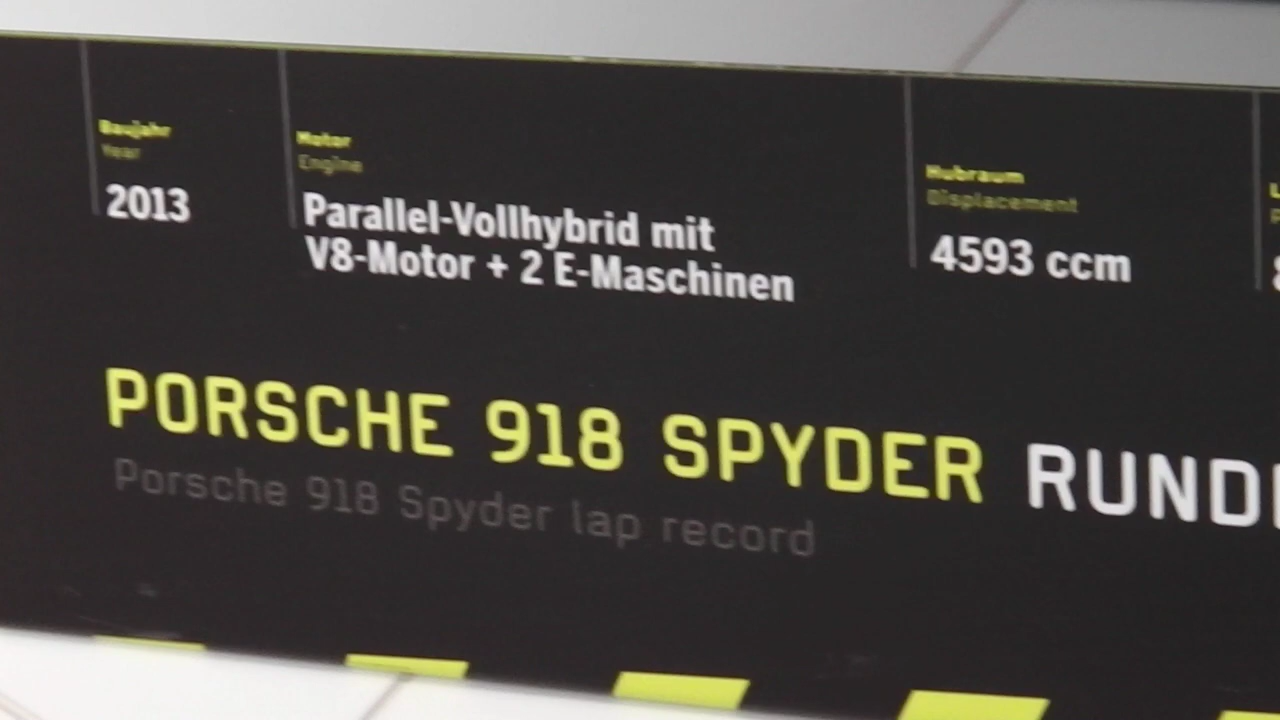 Baujahr
Year
2013
Motor
Engine
Parallel-Vollhybrid mit
V8-Motor + 2 E-Maschinen
Hubraum
Displacement
4593 ccm
PORSCHE 918 SPYDER
Porsche 918 Spyder lap record